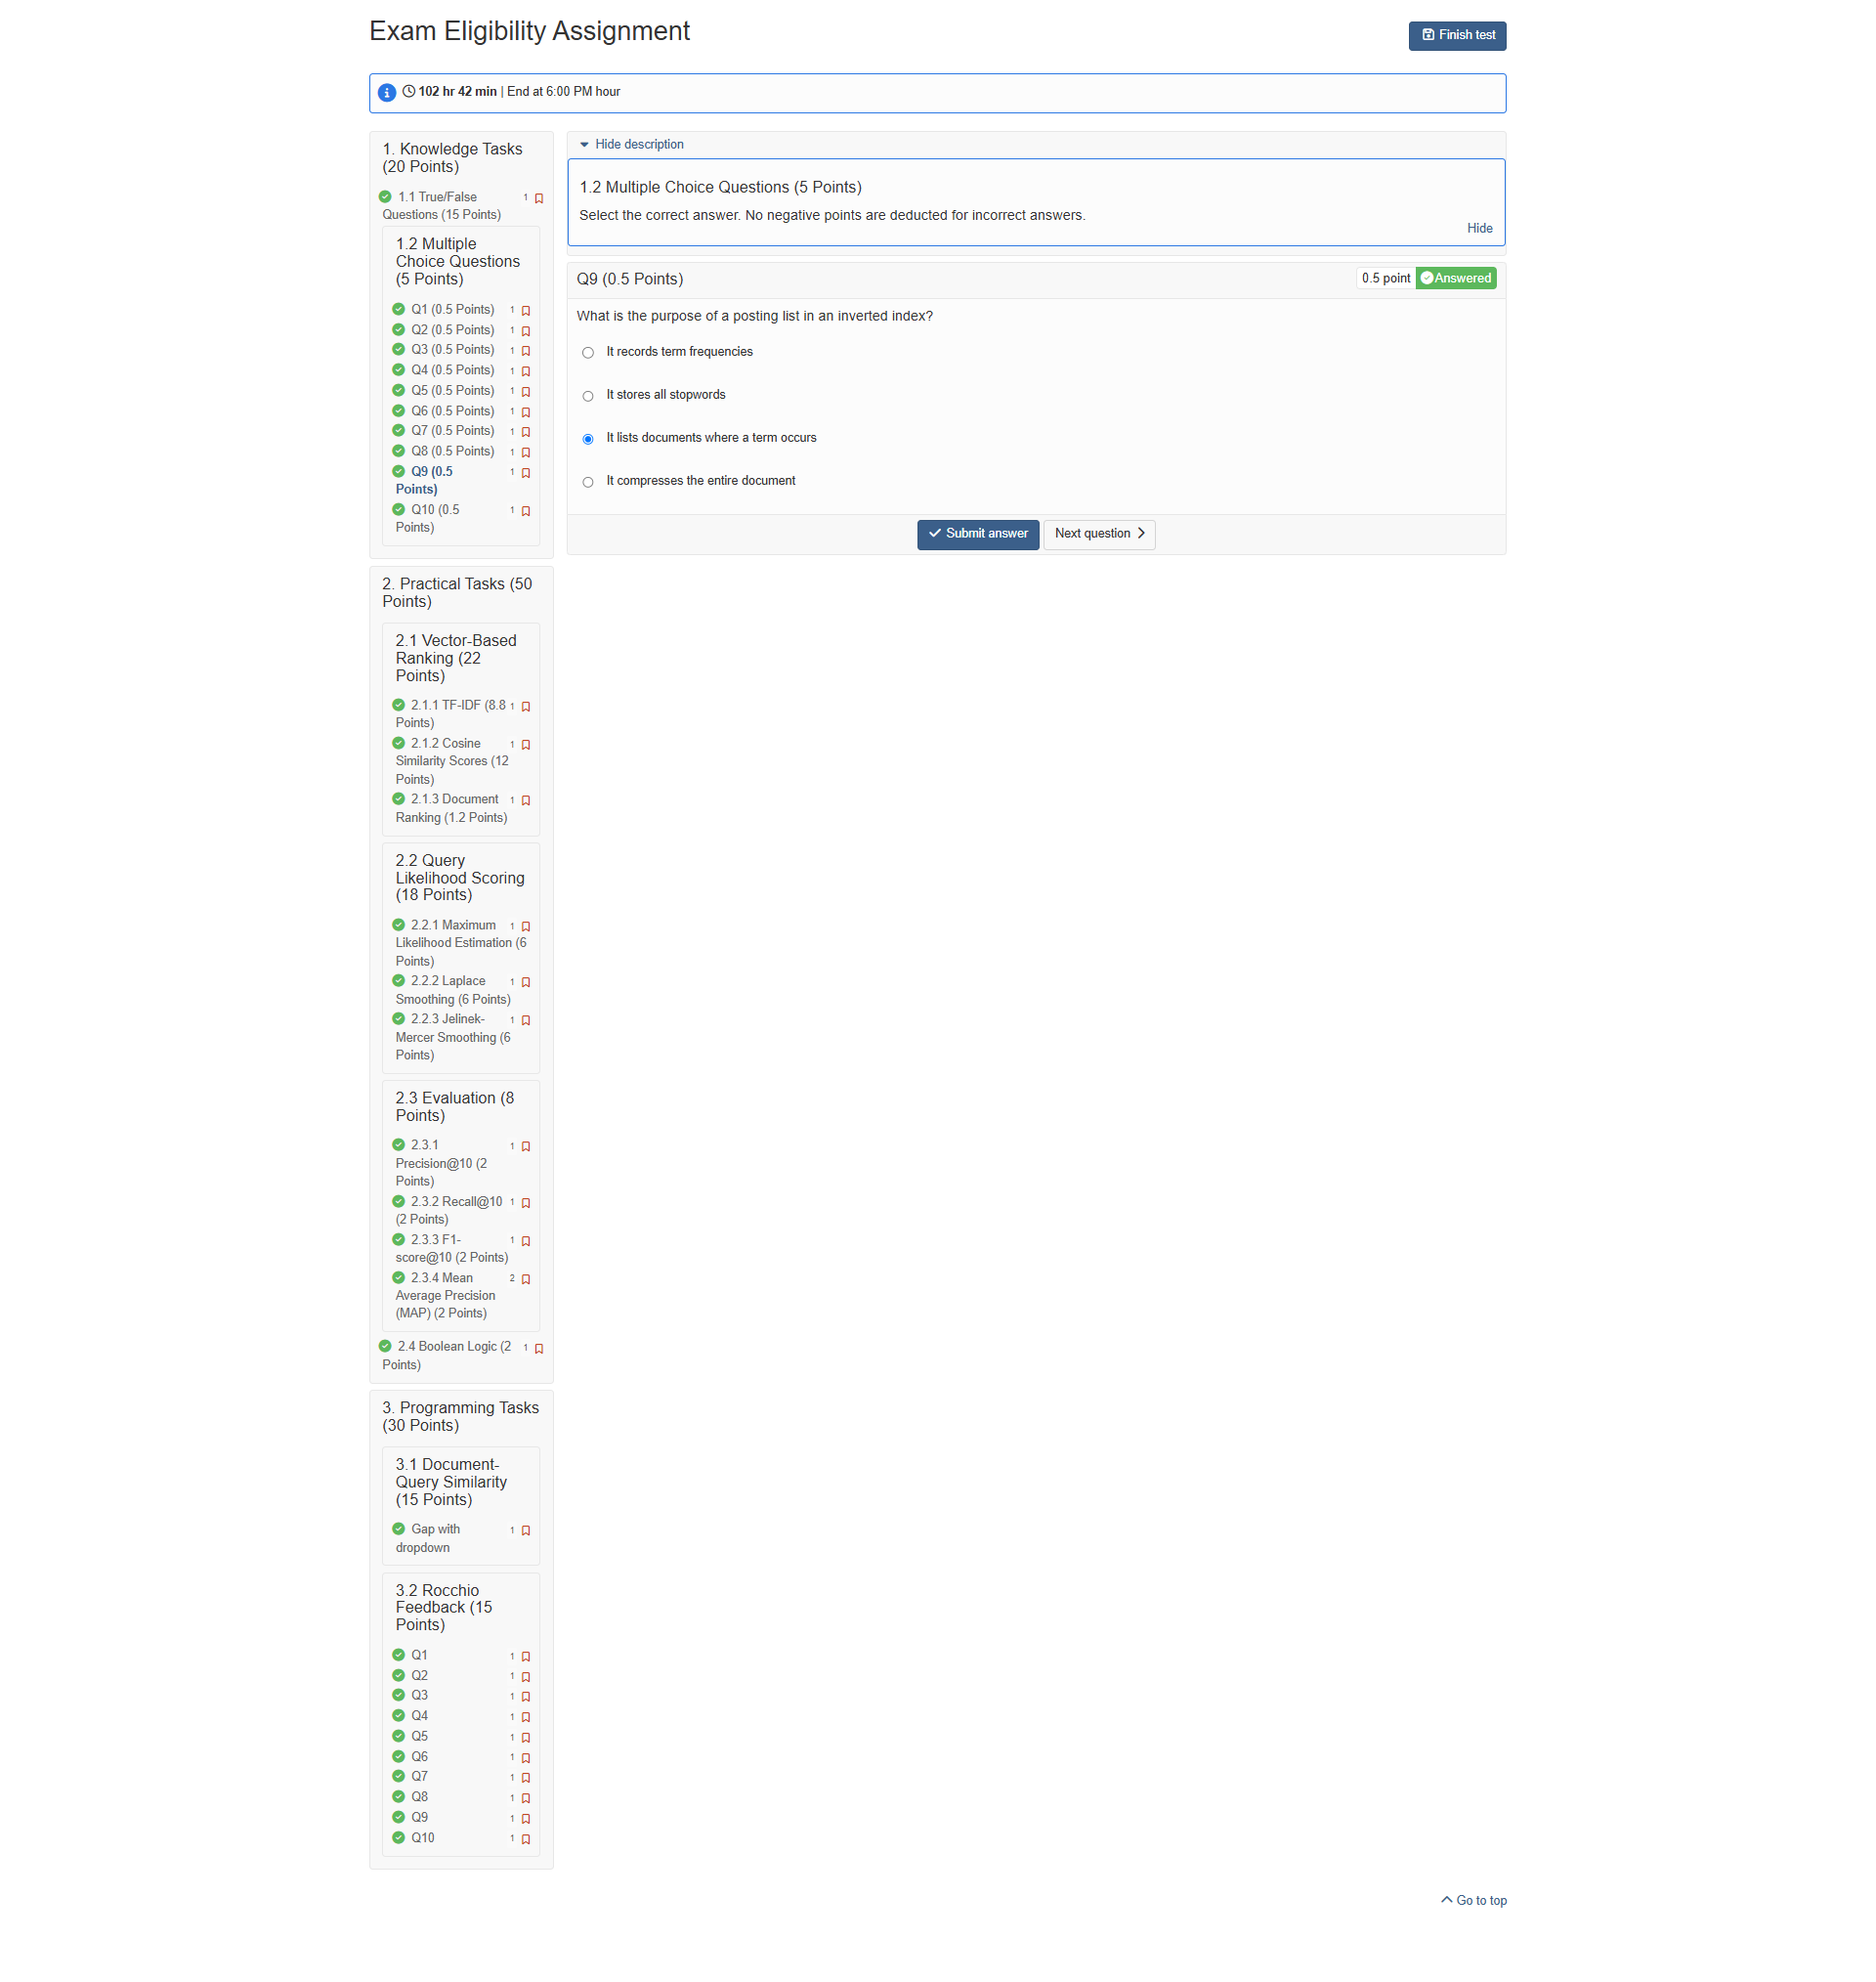 Exam Eligibility Assignment
Finish test
102 hr 42 min | End at 6:00 PM hour
1. Knowledge Tasks
(20 Points)
1.1 True/False 1
Questions (15 Points)
1.2 Multiple
Choice Questions
(5 Points)
Q1 (0.5 Points) 1
Q2 (0.5 Points) 1
Q3 (0.5 Points) 1
Q4 (0.5 Points) 1
Q5 (0.5 Points) 1
Q6 (0.5 Points) 1
Q7 (0.5 Points) 1
Q8 (0.5 Points) 1
Q9 (0.5 1
Points)
Q10 (0.5 1
Points)
2. Practical Tasks (50
Points)
2.1 Vector-Based
Ranking (22
Points)
2.1.1 TF-IDF (8.8 1
Points)
2.1.2 Cosine 1
Similarity Scores (12
Points)
2.1.3 Document 1
Ranking (1.2 Points)
2.2 Query
Likelihood Scoring
(18 Points)
2.2.1 Maximum 1
Likelihood Estimation (6
Points)
2.2.2 Laplace 1
Smoothing (6 Points)
2.2.3 Jelinek- 1
Mercer Smoothing (6
Points)
2.3 Evaluation (8
Points)
2.3.1 1
Precision@10 (2
Points)
2.3.2 Recall@10 1
(2 Points)
2.3.3 F1- 1
score@10 (2 Points)
2.3.4 Mean 2
Average Precision
(MAP) (2 Points)
2.4 Boolean Logic (2 1
Points)
3. Programming Tasks
(30 Points)
3.1 Document-
Query Similarity
(15 Points)
Gap with 1
dropdown
3.2 Rocchio
Feedback (15
Points)
Q1 1
Q2 1
Q3 1
Q4 1
Q5 1
Q6 1
Q7 1
Q8 1
Q9 1
Q10 1
Hide description
1.2 Multiple Choice Questions (5 Points)
Select the correct answer. No negative points are deducted for incorrect answers.
Hide
Q9 (0.5 Points)
0.5 point Answered
What is the purpose of a posting list in an inverted index?
It records term frequencies
It stores all stopwords
It lists documents where a term occurs
It compresses the entire document
Submit answer
Next question
Go to top